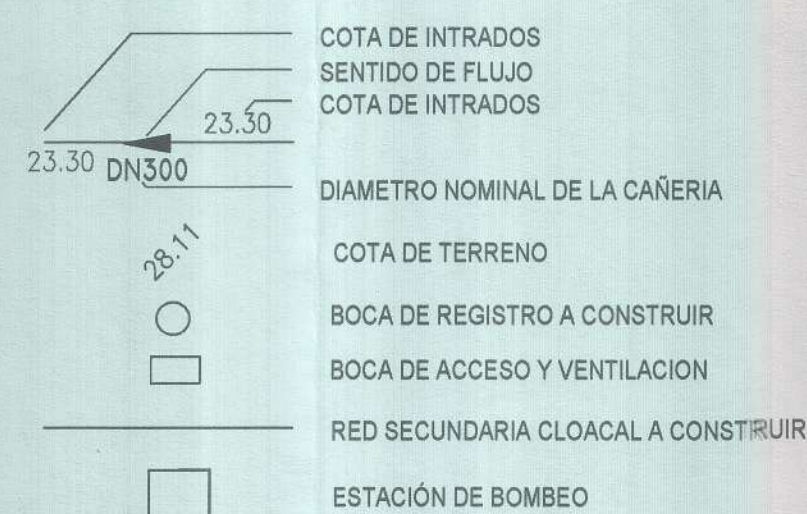 COTA DE INTRADOS
SENTIDO DE FLUJO
COTA DE INTRADOS
23.30
23.30
DN300
DIAMETRO NOMINAL DE LA CAÑERIA
28.11
COTA DE TERRENO
BOCA DE REGISTRO A CONSTRUIR
BOCA DE ACCESO Y VENTILACION
RED SECUNDARIA CLOACAL A CONSTRUIR
ESTACIÓN DE BOMBEO